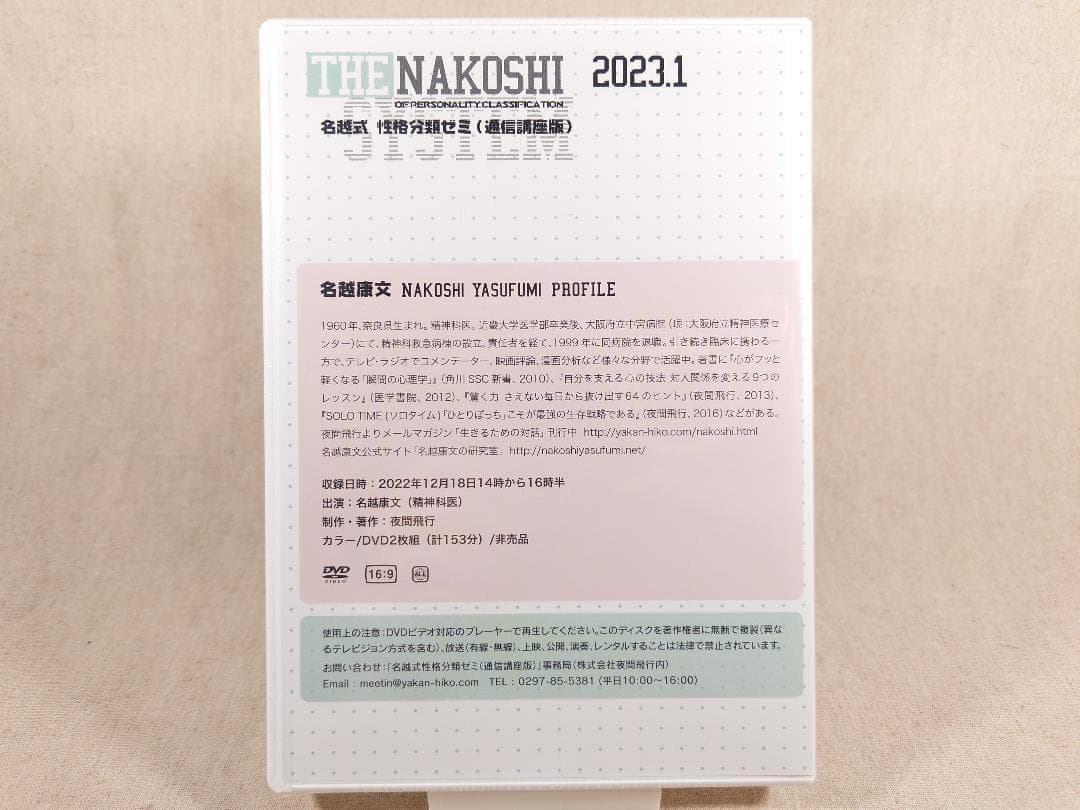 THE NAKOSHI 2023.1
OF PERSONALITY CLASSIFICATION
SYSTEM
名越式 性格分類ゼミ(通信講座版)
名越康文 NAKOSHI YASUFUMI PROFILE
1960年、奈良県生まれ。精神科医。近畿大学医学部卒業後、大阪府立中宮病院(現:大阪府立精神医療セ
ンター)にて、精神科救急病棟の設立、責任者を経て、1999年に同病院を退職。引き続き臨床に携わる一
方で、テレビ・ラジオでコメンテーター、映画評論、漫画分析など様々な分野で活躍中。著書に『心がフッと
軽くなる「瞬間の心理学」』(角川SSC新書、2010)、『自分を支える心の技法 対人関係を変える9つの
レッスン』(医学書院、2012)、『驚く力 さえない毎日から抜け出す64のヒント』(夜間飛行、2013)、
『SOLO TIME (ソロタイム)「ひとりぼっち」こそが最強の生存戦略である』(夜間飛行、2016)などがある。
夜間飛行よりメールマガジン「生きるための対話」刊行中 http://yakan-hiko.com/nakoshi.html
名越康文公式サイト「名越康文の研究室」 http://nakoshiyasufumi.net/
収録日時:2022年12月18日14時から16時半
出演:名越康文(精神科医)
制作・著作:夜間飛行
カラー/DVD2枚組(計153分)/非売品
DVD VIDEO 16:9 ALL
使用上の注意:DVDビデオ対応のプレーヤーで再生してください。このディスクを著作権者に無断で複製(異な
るテレビジョン方式を含む)、放送(有線・無線)、上映、公開、演奏、レンタルすることは法律で禁止されています。
お問い合わせ:「名越式性格分類ゼミ(通信講座版)」事務局(株式会社夜間飛行内)
Email : meetin@yakan-hiko.com TEL : 0297-85-5381 (平日10:00〜16:00)